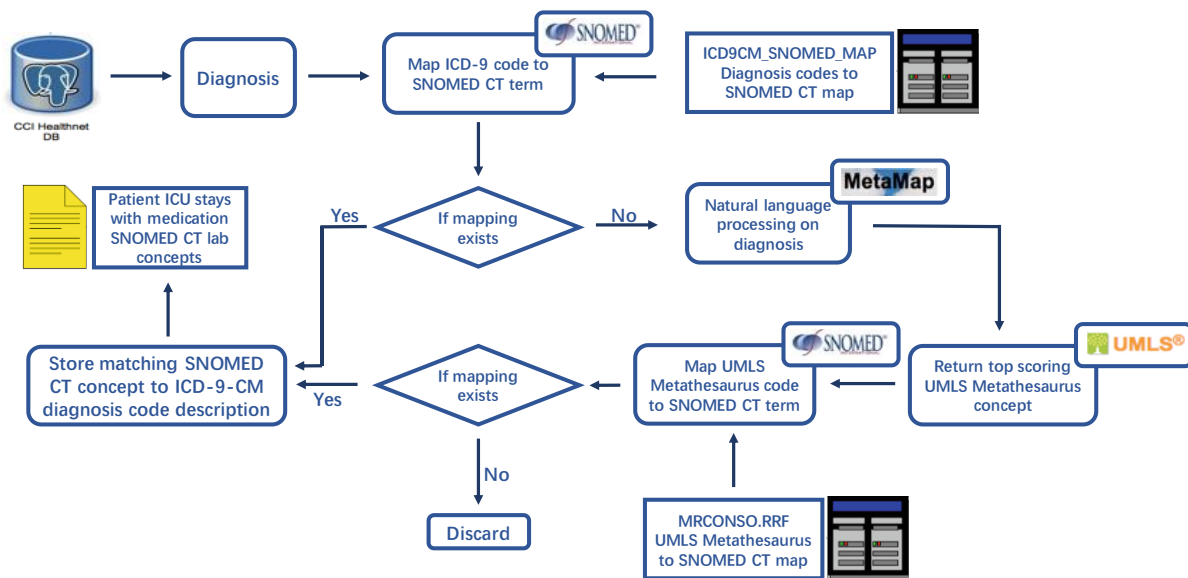 SNOMED®
INTERNATIONAL
CCI Healthnet
DB
Diagnosis
Map ICD-9 code to
SNOMED CT term
ICD9CM_SNOMED_MAP
Diagnosis codes to
SNOMED CT map
Patient ICU stays
with medication
SNOMED CT lab
concepts
Yes
If mapping
exists
No
MetaMap
Natural language
processing on
diagnosis
Store matching SNOMED
CT concept to ICD-9-CM
diagnosis code description
Yes
If mapping
exists
SNOMED
INTERNATIONAL
Map UMLS
Metathesaurus code
to SNOMED CT term
UMLS®
Return top scoring
UMLS Metathesaurus
concept
No
Discard
MRCONSO.RRF
UMLS Metathesaurus
to SNOMED CT map